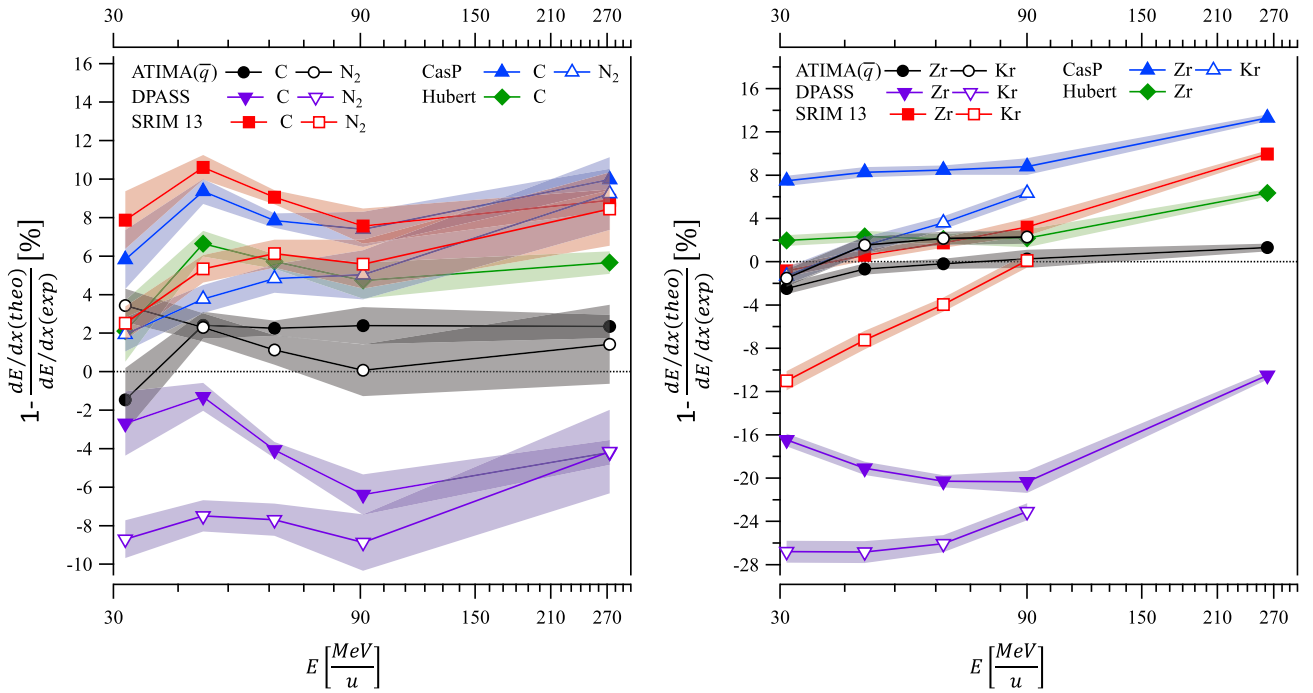 30 90 150 210 270
ATIMA(q̅) C N₂ CasP C N₂
DPASS C N₂ Hubert C
SRIM 13 C N₂
16
14
12
10
8
6
4
2
0
-2
-4
-6
-8
-10
1- dE/dx(theo) / dE/dx(exp) [%]
30 90 150 210 270
E [MeV/u]
30 90 150 210 270
ATIMA(q̅) Zr Kr CasP Zr Kr
DPASS Zr Kr Hubert Zr
SRIM 13 Zr Kr
16
12
8
4
2
0
-4
-8
-12
-16
-20
-24
-28
1- dE/dx(theo) / dE/dx(exp) [%]
30 90 150 210 270
E [MeV/u]